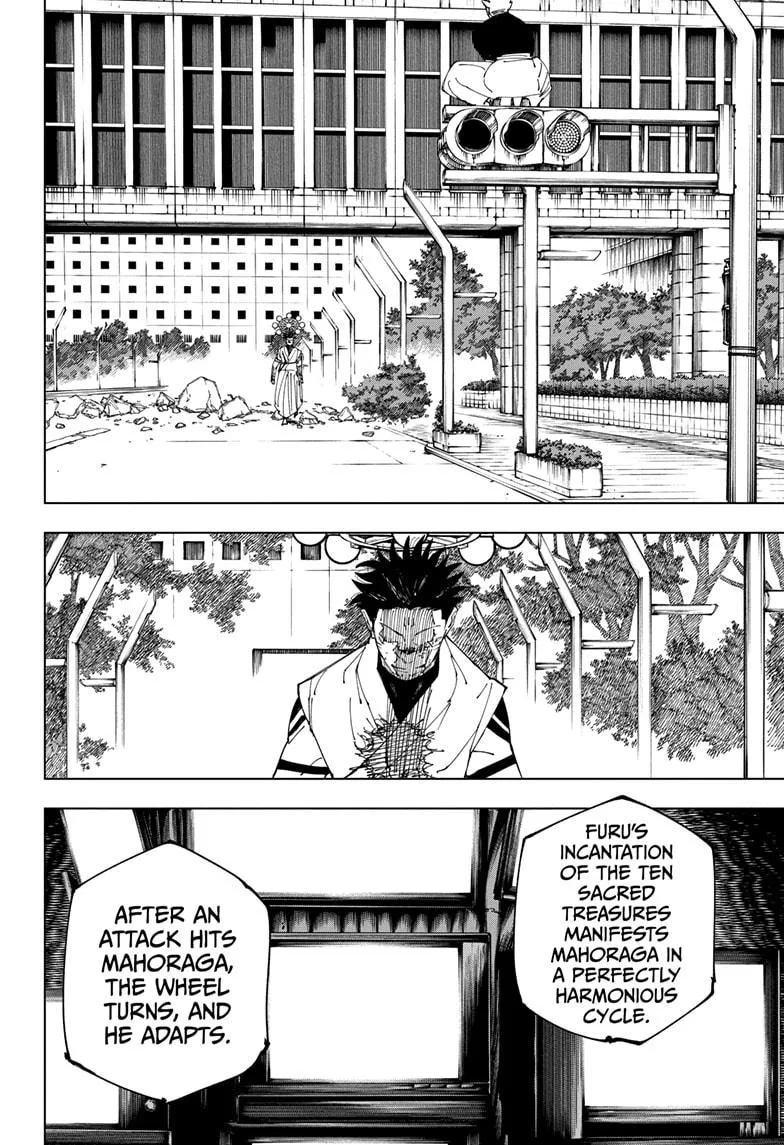 FURU'S
INCANTATION
OF THE TEN
SACRED
TREASURES
MANIFESTS
MAHORAGA IN
A PERFECTLY
HARMONIOUS
CYCLE.
AFTER AN
ATTACK HITS
MAHORAGA,
THE WHEEL
TURNS, AND
HE ADAPTS.